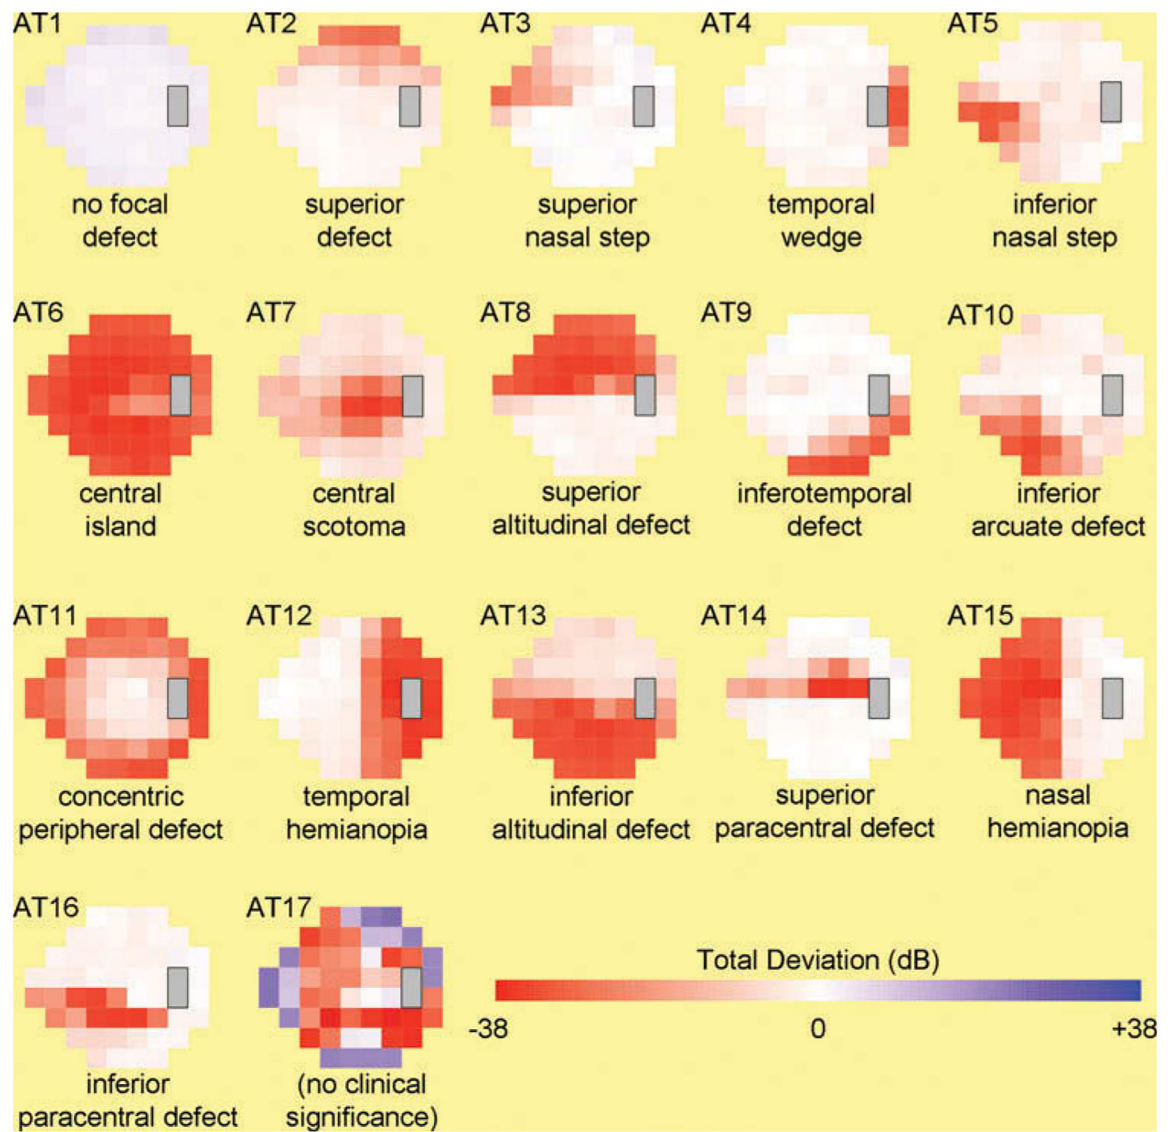 AT1
AT2
AT3
AT4
AT5
no focal
defect
superior
defect
superior
nasal step
temporal
wedge
inferior
nasal step
AT6
AT7
AT8
AT9
AT10
central
island
central
scotoma
superior
altitudinal defect
inferotemporal
defect
inferior
arcuate defect
AT11
AT12
AT13
AT14
AT15
concentric
peripheral defect
temporal
hemianopia
inferior
altitudinal defect
superior
paracentral defect
nasal
hemianopia
AT16
AT17
inferior
paracentral defect
(no clinical
significance)
Total Deviation (dB)
-38 0 +38